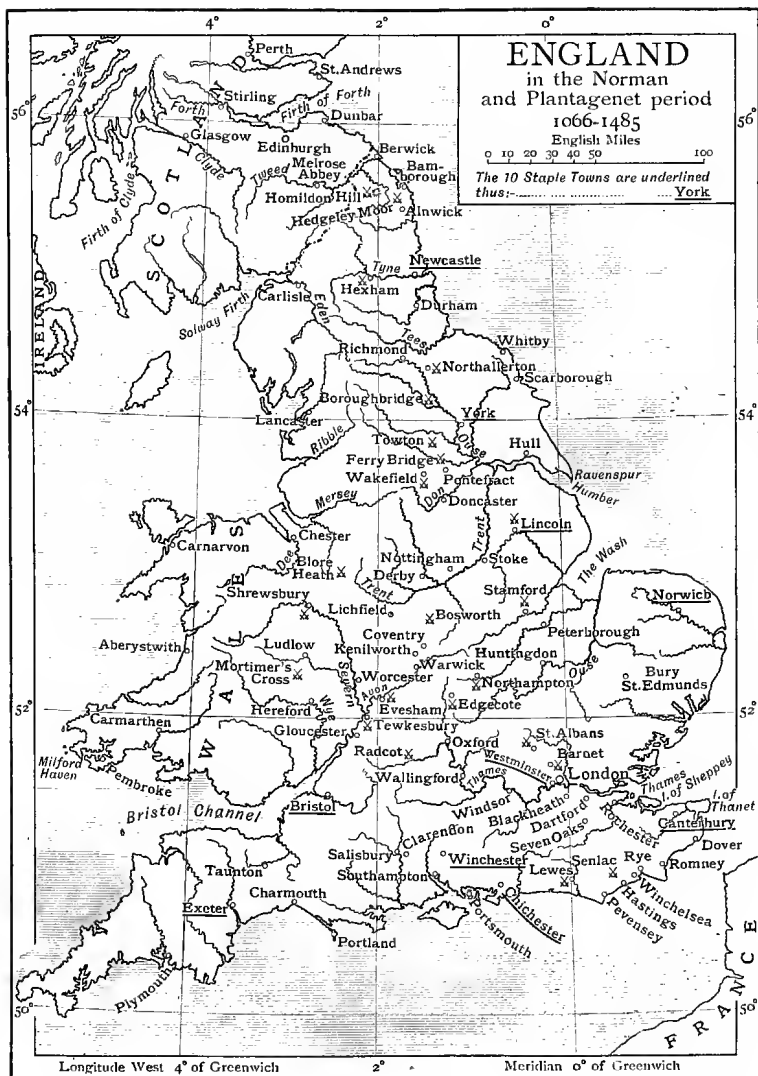 4°
2°
0°
ENGLAND
in the Norman
and Plantagenet period
1066-1485
English Miles
0 10 20 30 40 50 100
The 10 Staple Towns are underlined
thus:- York
56°
56°
Perth
St. Andrews
Stirling
Forth
Firth of Forth
Dunbar
Glasgow
Edinburgh
Clyde
Berwick
Melrose
Abbey
Bam-
borough
Tweed
Firth of Clyde
Homildon Hill
Hedgeley Moor
Alnwick
SCOTLAND
IRELAND
Newcastle
Tyne
Hexham
Carlisle
Solway Firth
Eden
Durham
Tees
Whitby
Richmond
Northallerton
Scarborough
54°
54°
Boroughbridge
Lancaster
York
Ribble
Towton
Ouse
Hull
Ferry Bridge
Wakefield
Pontefract
Ravenspur
Humber
Mersey
Don
Doncaster
Lincoln
Trent
Chester
Carnarvon
Dee
Blore
Heath
Nottingham
Stoke
Derby
The Wash
Trent
Stamford
Shrewsbury
Lichfield
Bosworth
Norwich
WALES
Aberystwith
Coventry
Peterborough
Ludlow
Kenilworth
Huntingdon
Mortimer's
Cross
Warwick
Ouse
Bury
St. Edmunds
Severn
Worcester
Northampton
Avon
Hereford
Wye
Evesham
Edgecote
52°
52°
Carmarthen
Tewkesbury
Gloucester
St. Albans
Radcot
Oxford
Barnet
Milford
Haven
Pembroke
Westminster
London
Wallingford
Thames
Thames
I. of Sheppey
I. of
Thanet
Bristol
Windsor
Blackheath
Dartford
Rochester
Bristol Channel
Canterbury
Clarendon
Seven Oaks
Dover
Salisbury
Winchester
Senlac
Rye
Romney
Taunton
Southampton
Lewes
Winchelsea
Hastings
Exeter
Charmouth
Chichester
Pevensey
Portsmouth
Portland
Plymouth
FRANCE
50°
50°
Longitude West 4° of Greenwich
2°
Meridian 0° of Greenwich